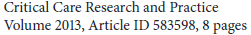 Critical Care Research and Practice
Volume 2013, Article ID 583598, 8 pages